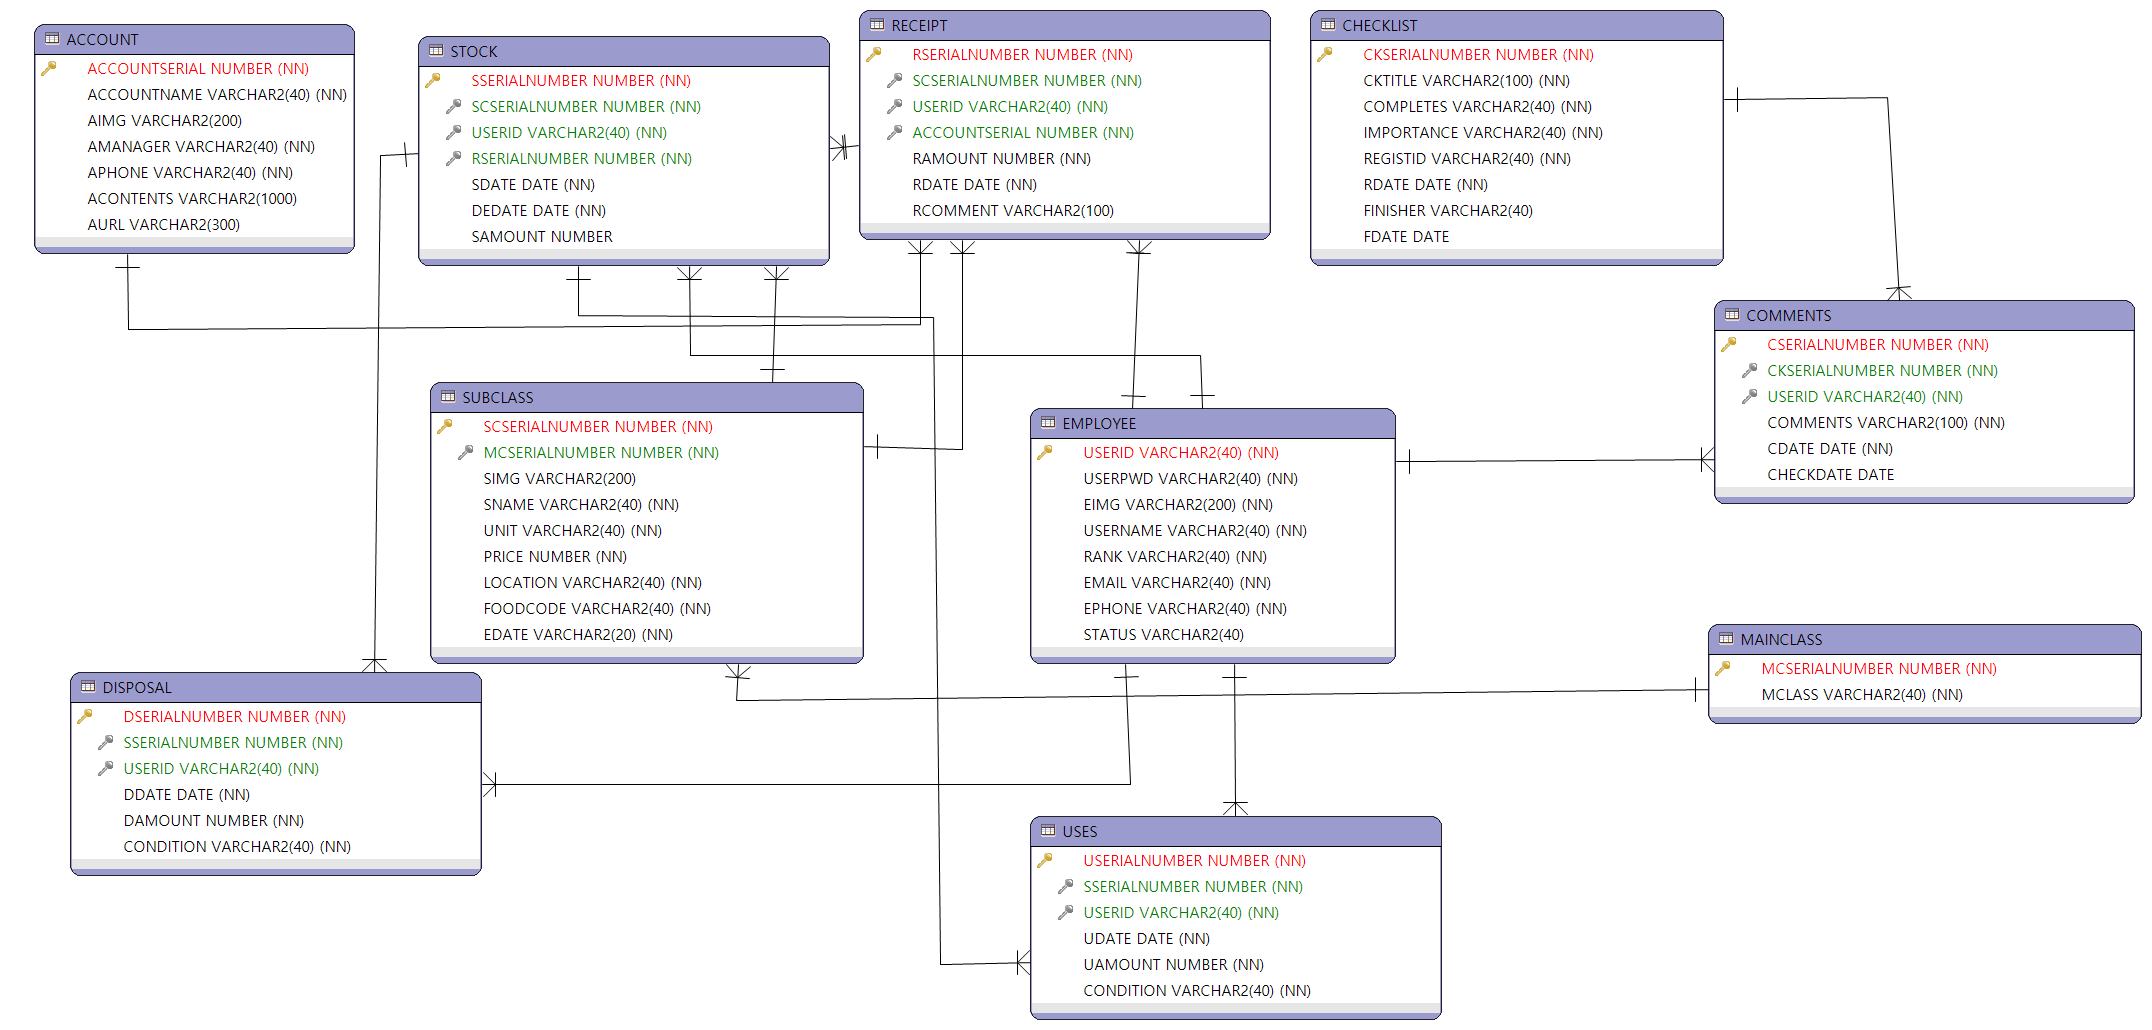 ACCOUNT
ACCOUNTSERIAL NUMBER (NN)
ACCOUNTNAME VARCHAR2(40) (NN)
AIMG VARCHAR2(200)
AMANAGER VARCHAR2(40) (NN)
APHONE VARCHAR2(40) (NN)
ACONTENTS VARCHAR2(1000)
AURL VARCHAR2(300)
STOCK
SSERIALNUMBER NUMBER (NN)
SCSERIALNUMBER NUMBER (NN)
USERID VARCHAR2(40) (NN)
RSERIALNUMBER NUMBER (NN)
SDATE DATE (NN)
DEDATE DATE (NN)
SAMOUNT NUMBER
RECEIPT
RSERIALNUMBER NUMBER (NN)
SCSERIALNUMBER NUMBER (NN)
USERID VARCHAR2(40) (NN)
ACCOUNTSERIAL NUMBER (NN)
RAMOUNT NUMBER (NN)
RDATE DATE (NN)
RCOMMENT VARCHAR2(100)
CHECKLIST
CKSERIALNUMBER NUMBER (NN)
CKTITLE VARCHAR2(100) (NN)
COMPLETES VARCHAR2(40) (NN)
IMPORTANCE VARCHAR2(40) (NN)
REGISTID VARCHAR2(40) (NN)
RDATE DATE (NN)
FINISHER VARCHAR2(40)
FDATE DATE
COMMENTS
CSERIALNUMBER NUMBER (NN)
CKSERIALNUMBER NUMBER (NN)
USERID VARCHAR2(40) (NN)
COMMENTS VARCHAR2(100) (NN)
CDATE DATE (NN)
CHECKDATE DATE
SUBCLASS
SCSERIALNUMBER NUMBER (NN)
MCSERIALNUMBER NUMBER (NN)
SIMG VARCHAR2(200)
SNAME VARCHAR2(40) (NN)
UNIT VARCHAR2(40) (NN)
PRICE NUMBER (NN)
LOCATION VARCHAR2(40) (NN)
FOODCODE VARCHAR2(40) (NN)
EDATE VARCHAR2(20) (NN)
EMPLOYEE
USERID VARCHAR2(40) (NN)
USERPWD VARCHAR2(40) (NN)
EIMG VARCHAR2(200) (NN)
USERNAME VARCHAR2(40) (NN)
RANK VARCHAR2(40) (NN)
EMAIL VARCHAR2(40) (NN)
EPHONE VARCHAR2(40) (NN)
STATUS VARCHAR2(40)
MAINCLASS
MCSERIALNUMBER NUMBER (NN)
MCLASS VARCHAR2(40) (NN)
DISPOSAL
DSERIALNUMBER NUMBER (NN)
SSERIALNUMBER NUMBER (NN)
USERID VARCHAR2(40) (NN)
DDATE DATE (NN)
DAMOUNT NUMBER (NN)
CONDITION VARCHAR2(40) (NN)
USES
USERIALNUMBER NUMBER (NN)
SSERIALNUMBER NUMBER (NN)
USERID VARCHAR2(40) (NN)
UDATE DATE (NN)
UAMOUNT NUMBER (NN)
CONDITION VARCHAR2(40) (NN)